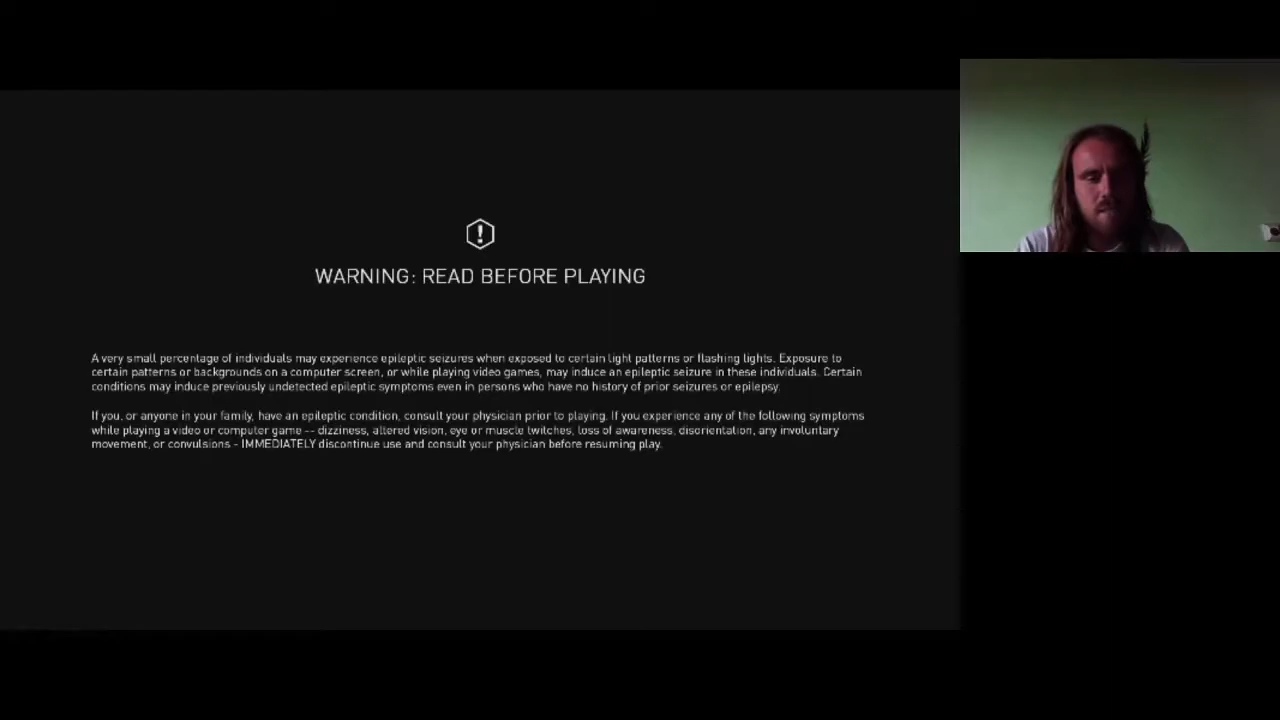 WARNING: READ BEFORE PLAYING
A very small percentage of individuals may experience epileptic seizures when exposed to certain light patterns or flashing lights. Exposure to
certain patterns or backgrounds on a computer screen, or while playing video games, may induce an epileptic seizure in these individuals. Certain
conditions may induce previously undetected epileptic symptoms even in persons who have no history of prior seizures or epilepsy.
If you, or anyone in your family, have an epileptic condition, consult your physician prior to playing. If you experience any of the following symptoms
while playing a video or computer game -- dizziness, altered vision, eye or muscle twitches, loss of awareness, disorientation, any involuntary
movement, or convulsions - IMMEDIATELY discontinue use and consult your physician before resuming play.